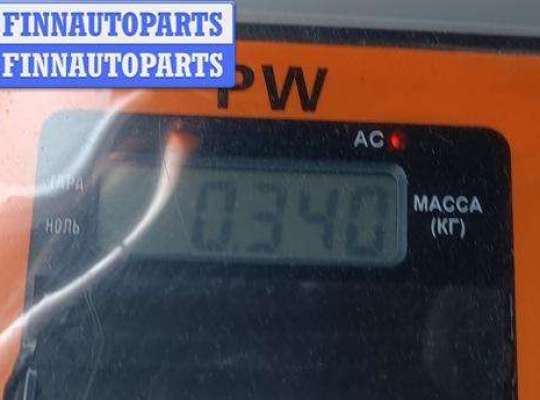 FINNAUTOPARTS
FINNAUTOPARTS
PW
AC
ТАРА
0.340
МАССА
(КГ)
НОЛЬ